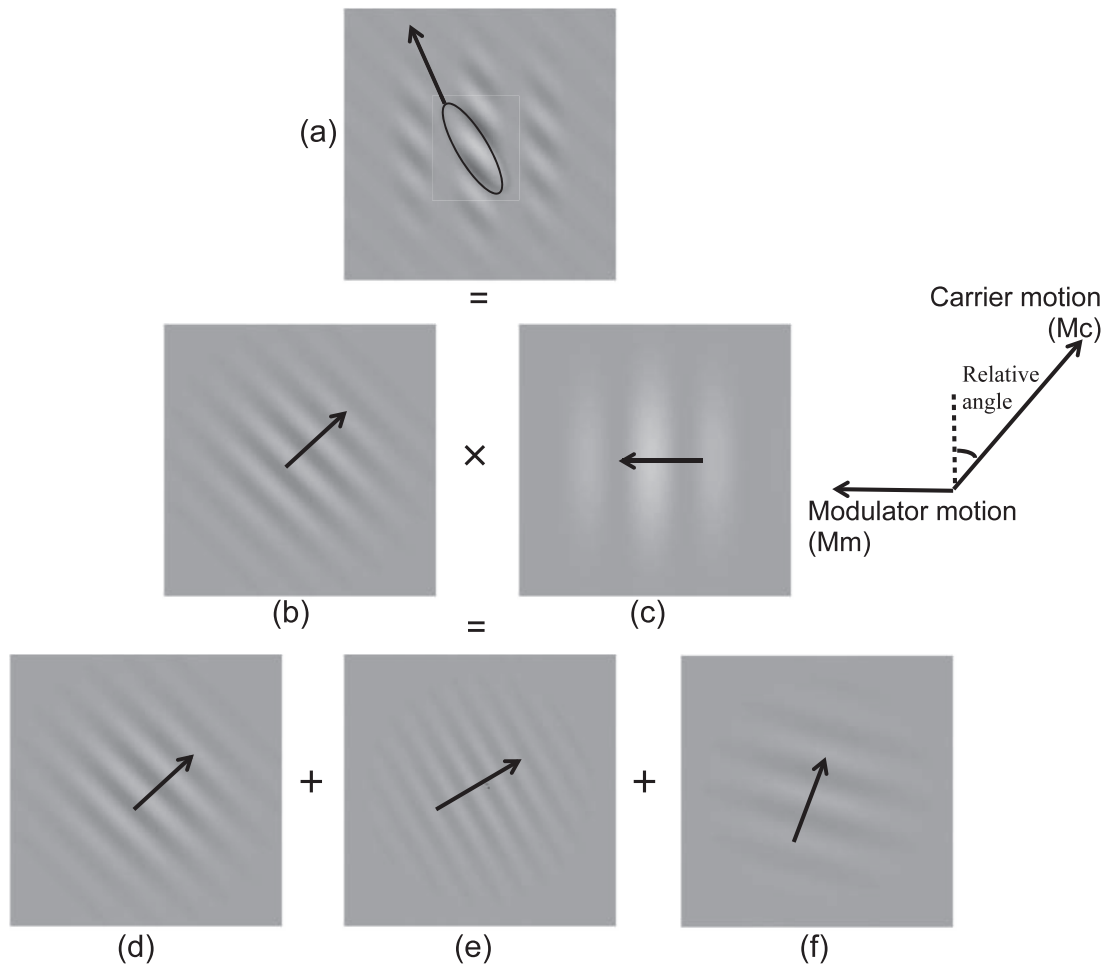 (a)
=
Carrier motion
(Mc)
Relative
angle
×
Modulator motion
(Mm)
(b)
(c)
=
+
+
(d)
(e)
(f)